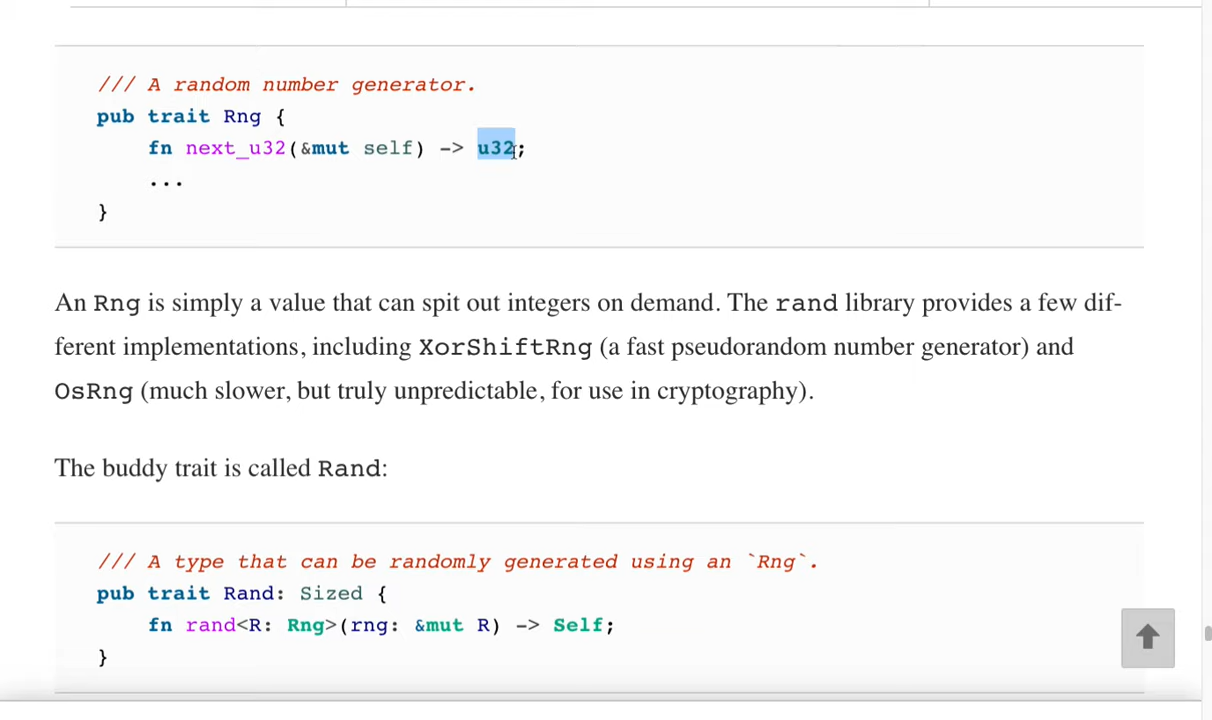 /// A random number generator.
pub trait Rng {
fn next_u32(&mut self) -> u32;
...
}
An Rng is simply a value that can spit out integers on demand. The rand library provides a few dif-
ferent implementations, including XorShiftRng (a fast pseudorandom number generator) and
OsRng (much slower, but truly unpredictable, for use in cryptography).
The buddy trait is called Rand:
/// A type that can be randomly generated using an `Rng`.
pub trait Rand: Sized {
fn rand<R: Rng>(rng: &mut R) -> Self;
}